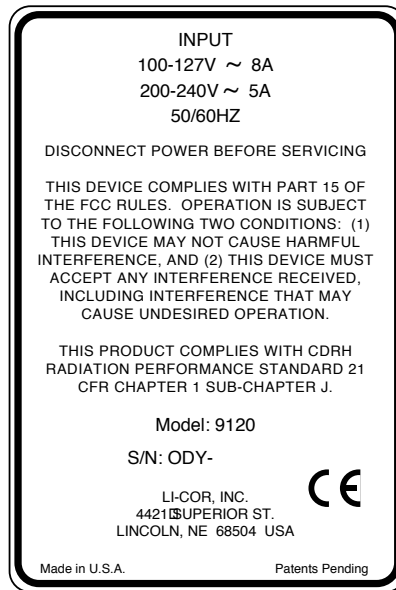 INPUT
100-127V ~ 8A
200-240V ~ 5A
50/60HZ
DISCONNECT POWER BEFORE SERVICING
THIS DEVICE COMPLIES WITH PART 15 OF
THE FCC RULES. OPERATION IS SUBJECT
TO THE FOLLOWING TWO CONDITIONS: (1)
THIS DEVICE MAY NOT CAUSE HARMFUL
INTERFERENCE, AND (2) THIS DEVICE MUST
ACCEPT ANY INTERFERENCE RECEIVED,
INCLUDING INTERFERENCE THAT MAY
CAUSE UNDESIRED OPERATION.
THIS PRODUCT COMPLIES WITH CDRH
RADIATION PERFORMANCE STANDARD 21
CFR CHAPTER 1 SUB-CHAPTER J.
Model: 9120
S/N: ODY-
CE
LI-COR, INC.
4421 SUPERIOR ST.
LINCOLN, NE 68504 USA
Made in U.S.A. Patents Pending